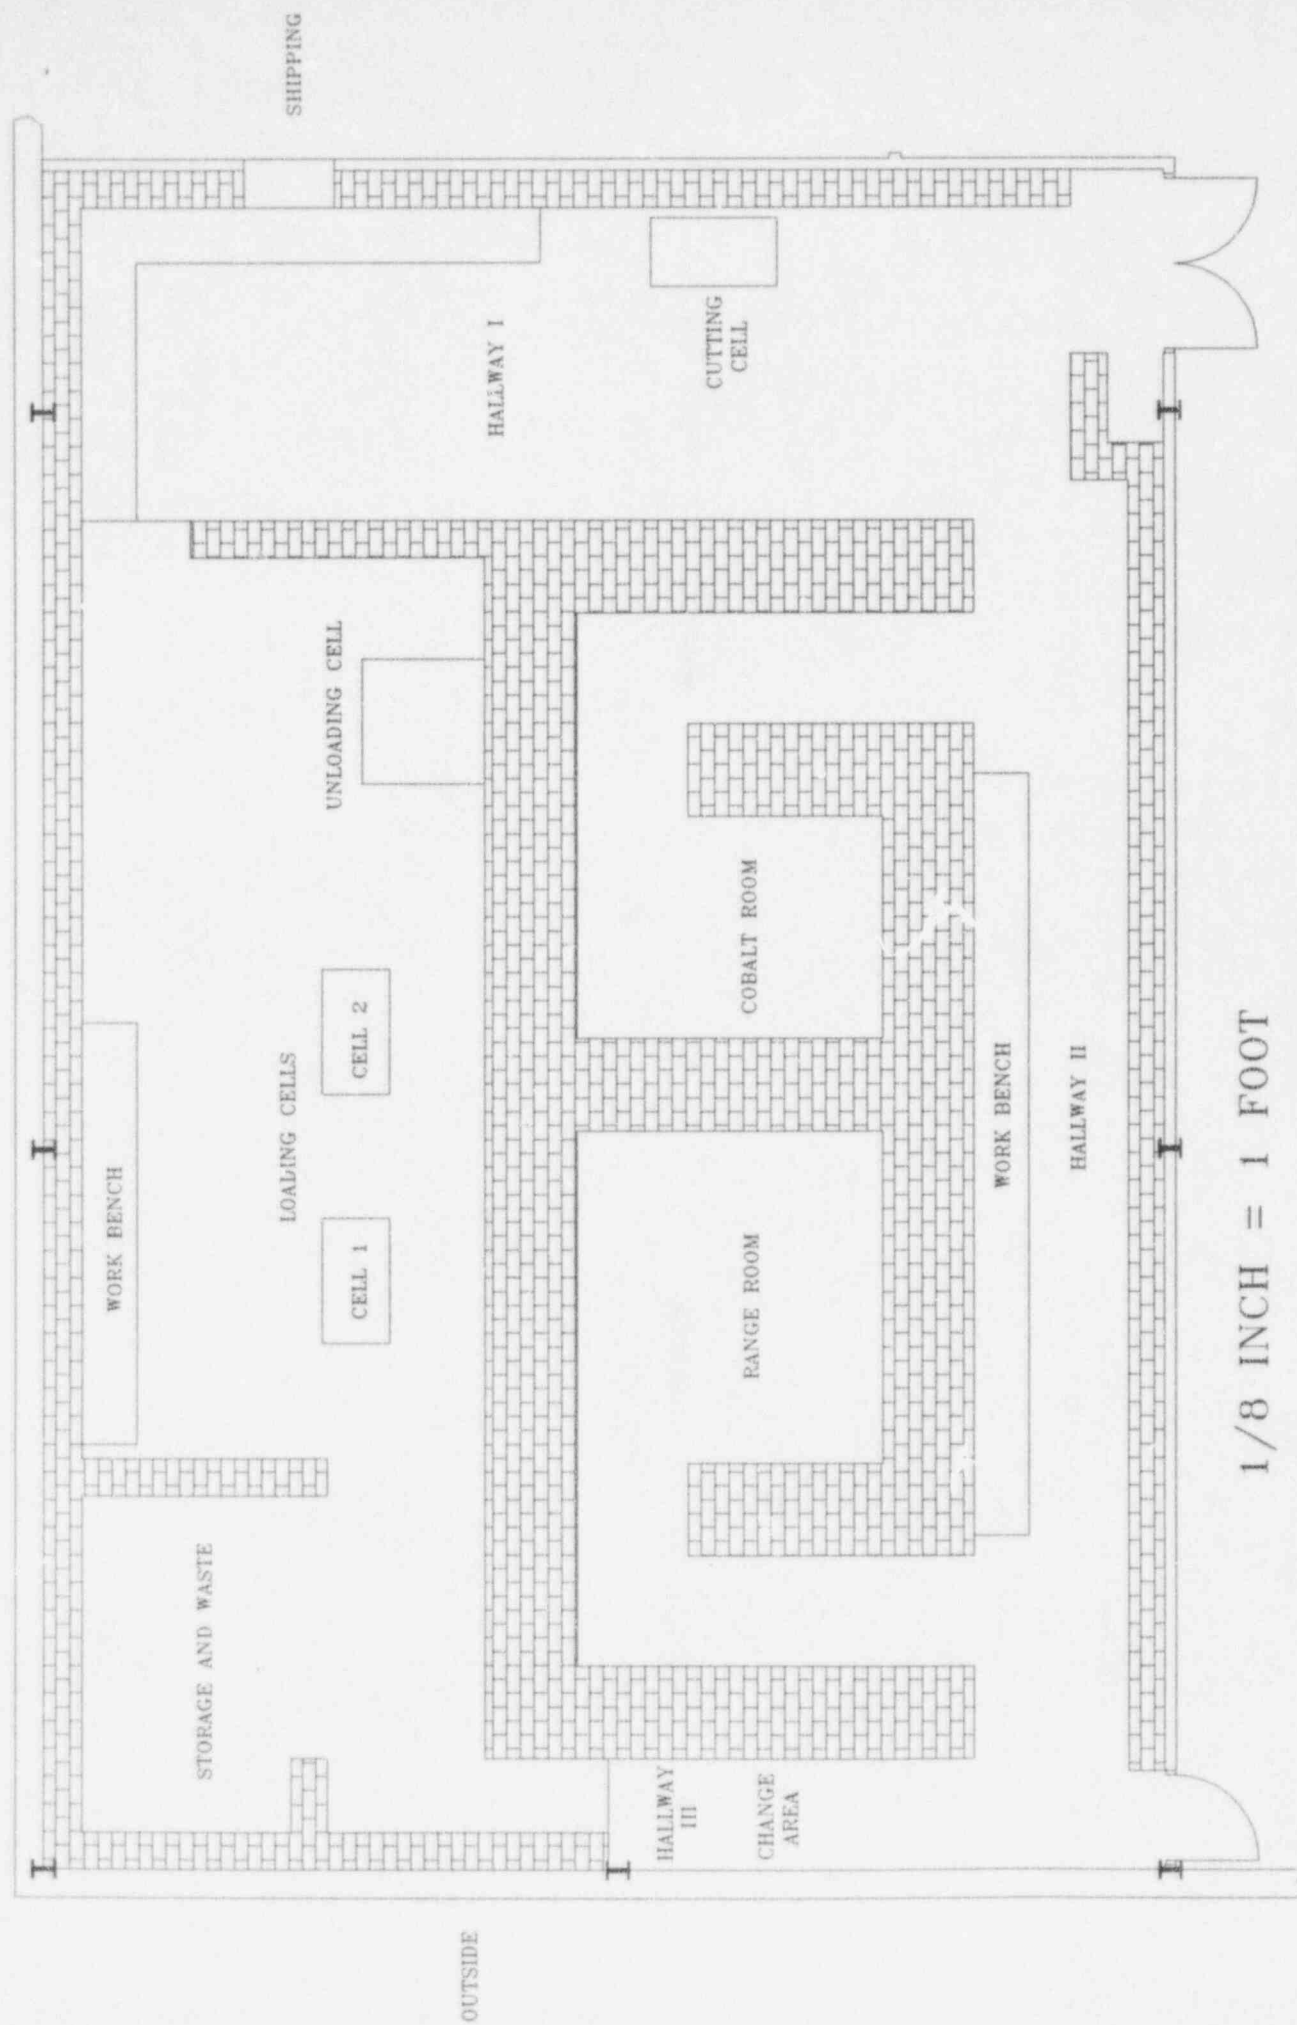 OUTSIDE
SHIPPING
STORAGE AND WASTE
WORK BENCH
LOADING CELLS
CELL 1
CELL 2
UNLOADING CELL
HALLWAY I
CUTTING
CELL
HALLWAY
III
CHANGE
AREA
RANGE ROOM
COBALT ROOM
WORK BENCH
HALLWAY II
1/8 INCH = 1 FOOT